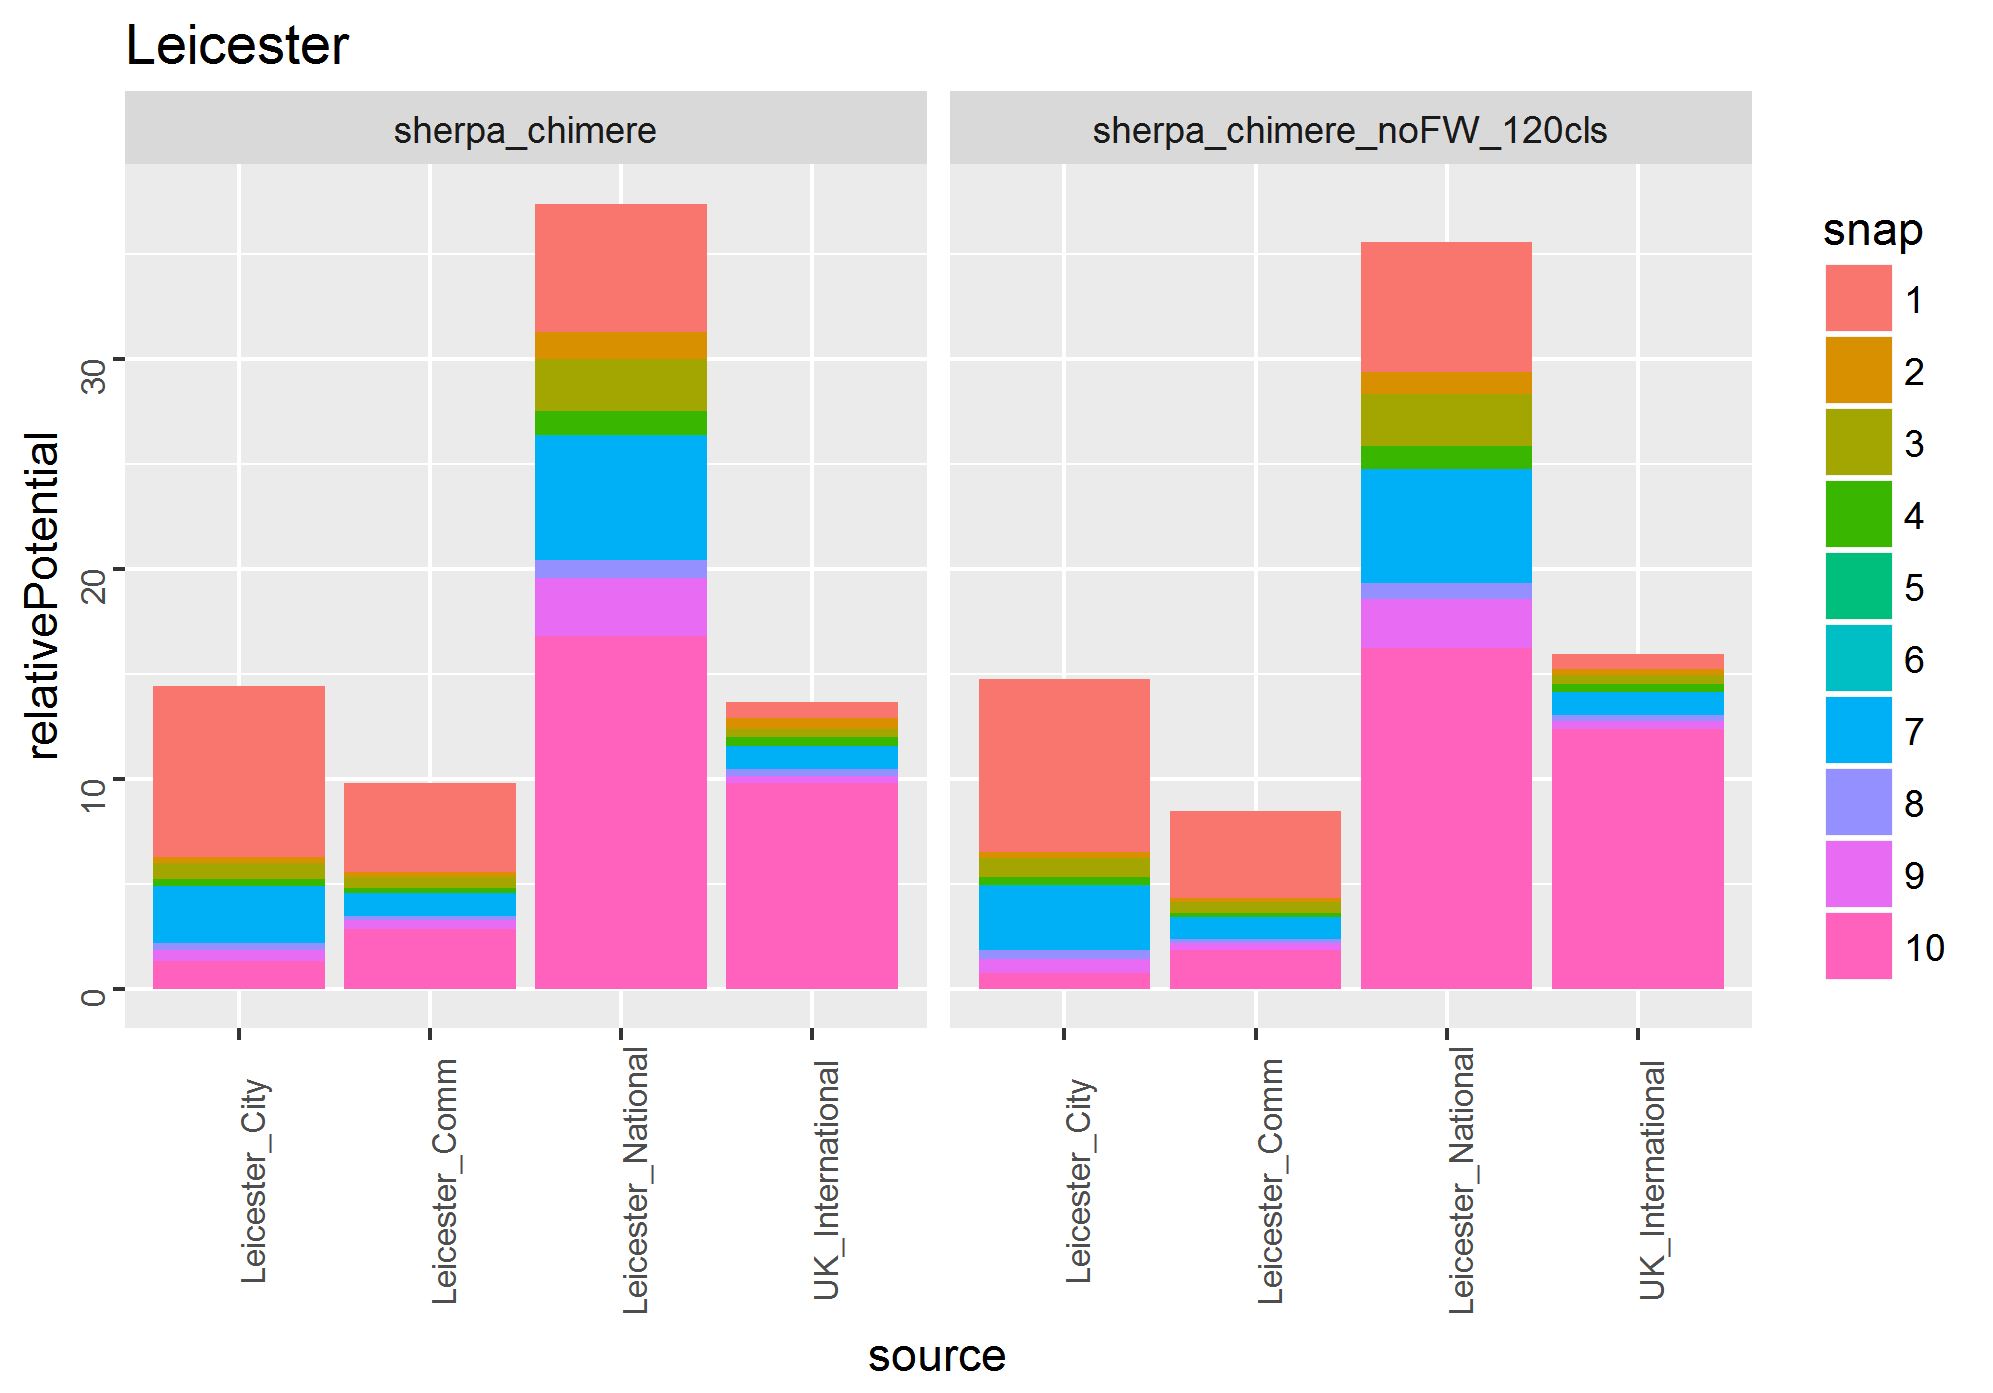 Leicester
sherpa_chimere
sherpa_chimere_noFW_120cls
relativePotential
30
20
10
0
Leicester_City
Leicester_Comm
Leicester_National
UK_International
Leicester_City
Leicester_Comm
Leicester_National
UK_International
source
snap
1
2
3
4
5
6
7
8
9
10